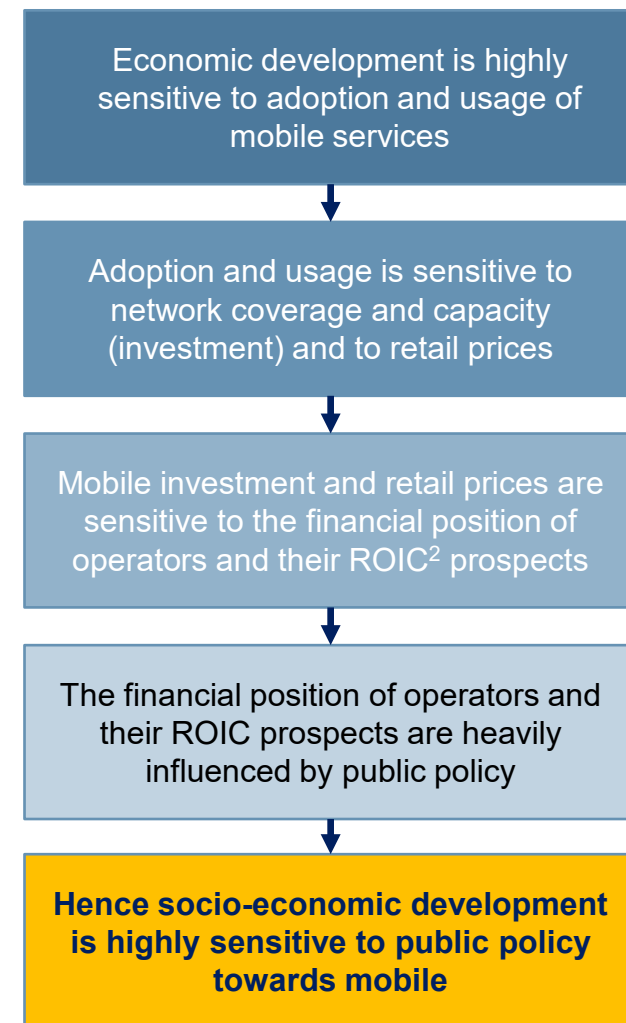 Economic development is highly
sensitive to adoption and usage of
mobile services
Adoption and usage is sensitive to
network coverage and capacity
(investment) and to retail prices
Mobile investment and retail prices are
sensitive to the financial position of
operators and their ROIC² prospects
The financial position of operators and
their ROIC prospects are heavily
influenced by public policy
Hence socio-economic development
is highly sensitive to public policy
towards mobile